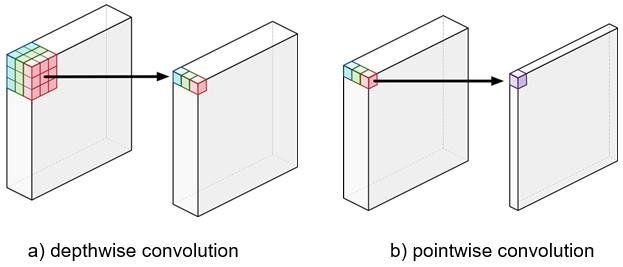 a) depthwise convolution
b) pointwise convolution